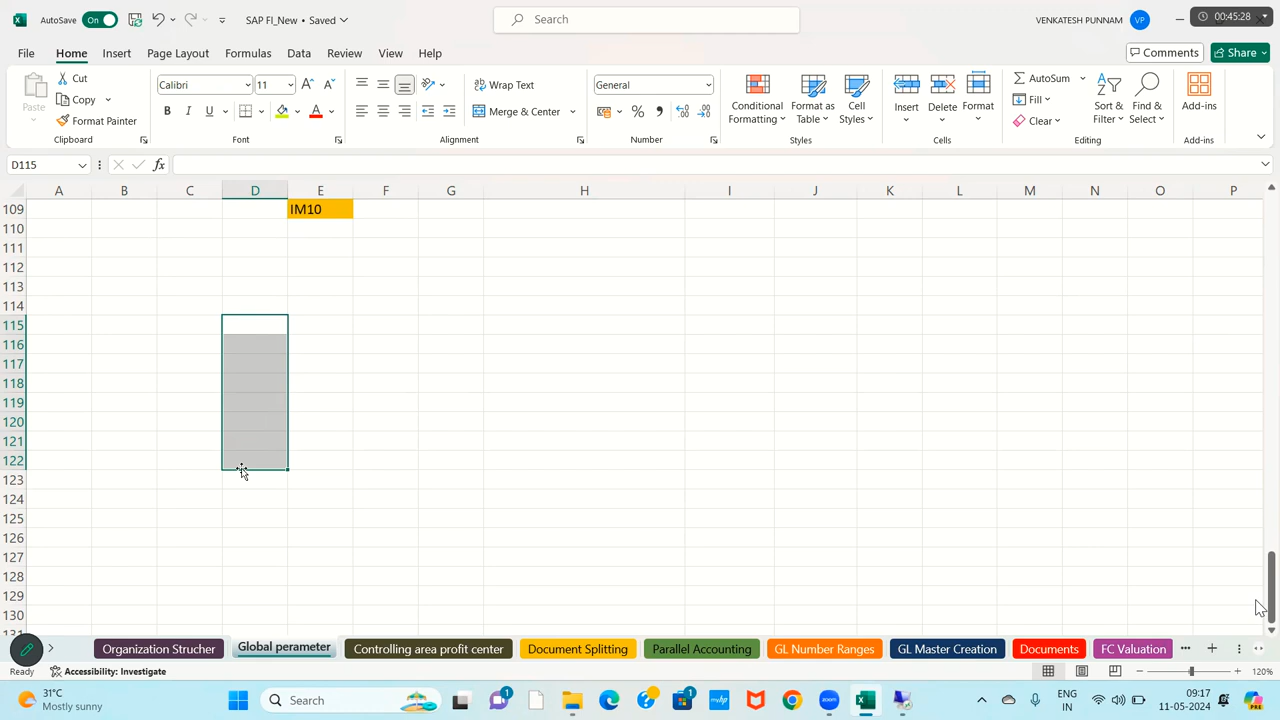 AutoSave On SAP FI_New • Saved Search VENKATESH PUNNAM VP 00:45:28
File Home Insert Page Layout Formulas Data Review View Help Comments Share
Paste Cut Copy Format Painter Clipboard
Calibri 11 B I U A Font
Wrap Text Merge & Center Alignment
General % , Number
Conditional Formatting Format as Table Cell Styles Styles
Insert Delete Format Cells
AutoSum Fill Clear Sort & Filter Find & Select Editing
Add-ins Add-ins
D115 fx
A B C D E F G H I J K L M N O P
109 IM10
110
111
112
113
114
115
116
117
118
119
120
121
122
123
124
125
126
127
128
129
130
131
Organization Strucher Global perameter Controlling area profit center Document Splitting Parallel Accounting GL Number Ranges GL Master Creation Documents FC Valuation
Ready Accessibility: Investigate 120%
31°C Mostly sunny Search 1 1 hp zoom ENG IN 09:17 11-05-2024 PRE